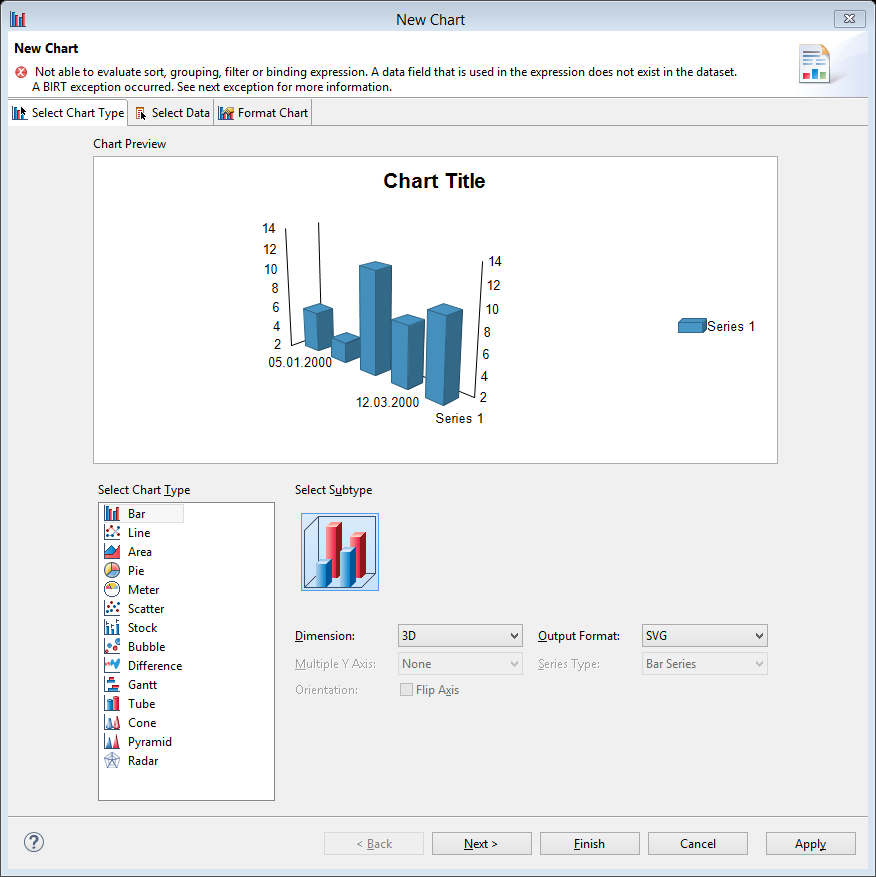 New Chart
New Chart
Not able to evaluate sort, grouping, filter or binding expression. A data field that is used in the expression does not exist in the dataset.
A BIRT exception occurred. See next exception for more information.
Select Chart Type
Select Data
Format Chart
Chart Preview
Chart Title
14
12
10
8
6
4
2
05.01.2000
12.03.2000
Series 1
14
12
10
8
6
4
2
Series 1
Select Chart Type
Bar
Line
Area
Pie
Meter
Scatter
Stock
Bubble
Difference
Gantt
Tube
Cone
Pyramid
Radar
Select Subtype
Dimension: 3D Output Format: SVG
Multiple Y Axis: None Series Type: Bar Series
Orientation: Flip Axis
? < Back Next > Finish Cancel Apply